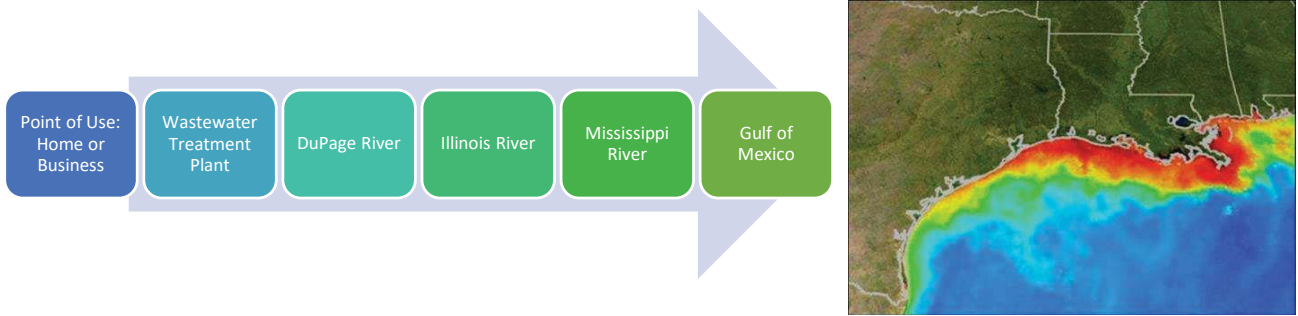 Point of Use:
Home or
Business
Wastewater
Treatment
Plant
DuPage River
Illinois River
Mississippi
River
Gulf of
Mexico